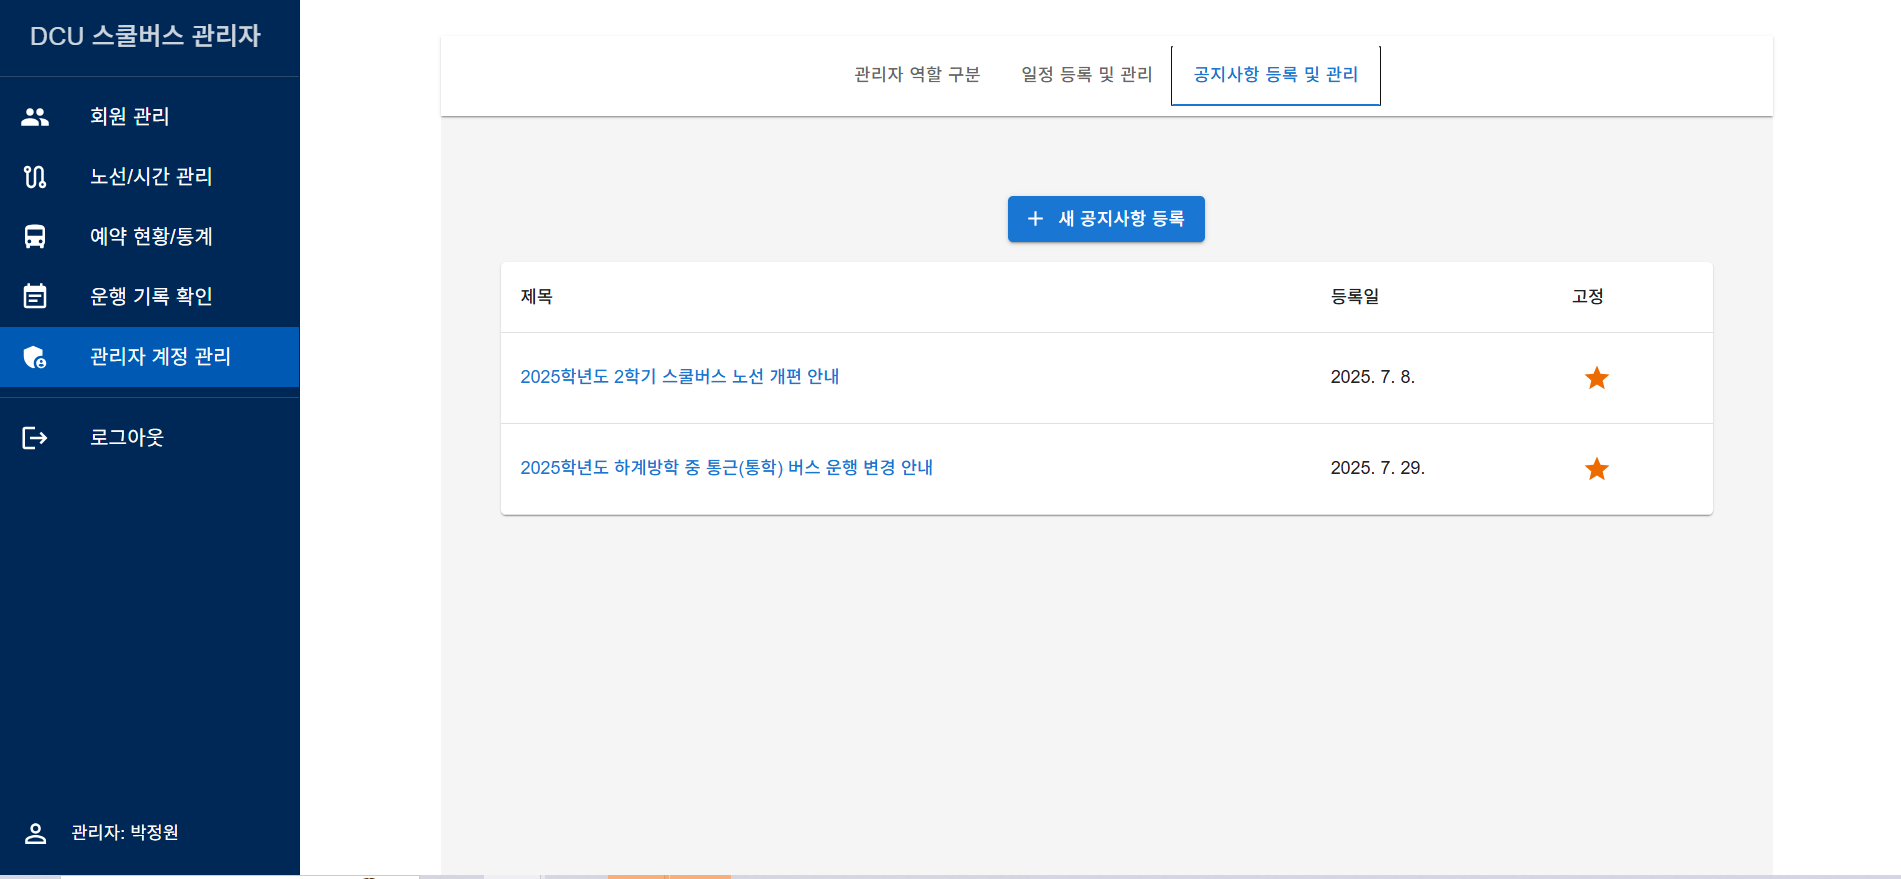 DCU 스쿨버스 관리자
회원 관리
노선/시간 관리
예약 현황/통계
운행 기록 확인
관리자 계정 관리
로그아웃
관리자: 박정원
관리자 역할 구분
일정 등록 및 관리
공지사항 등록 및 관리
새 공지사항 등록
제목 등록일 고정
2025학년도 2학기 스쿨버스 노선 개편 안내 2025. 7. 8.
2025학년도 하계방학 중 통근(통학) 버스 운행 변경 안내 2025. 7. 29.